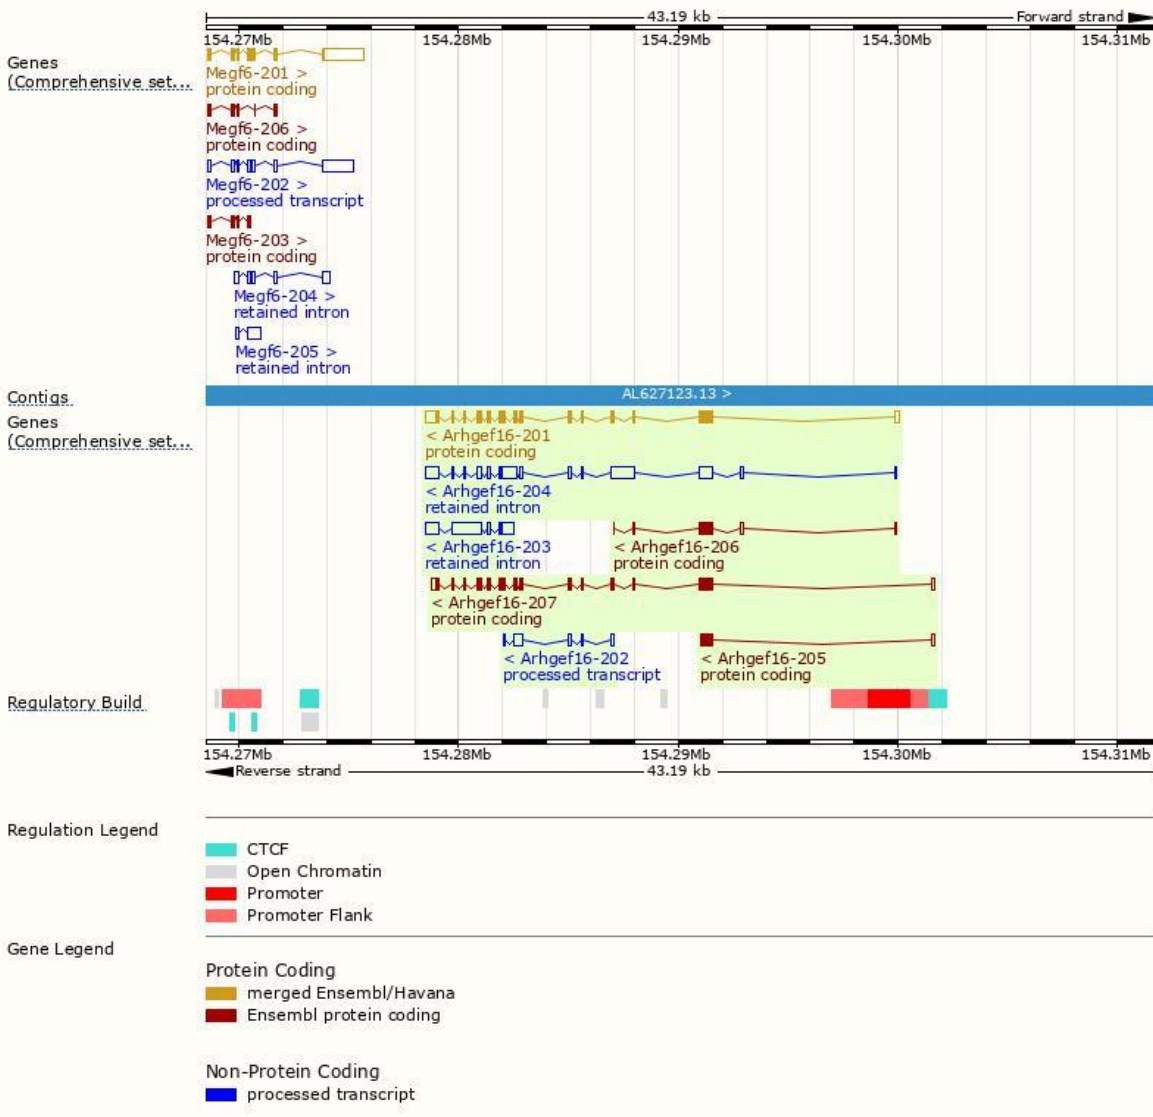 43.19 kb
Forward strand
154.27Mb 154.28Mb 154.29Mb 154.30Mb 154.31Mb
Genes
(Comprehensive set...
Megf6-201 >
protein coding
Megf6-206 >
protein coding
Megf6-202 >
processed transcript
Megf6-203 >
protein coding
Megf6-204 >
retained intron
Megf6-205 >
retained intron
Contigs
AL627123.13 >
Genes
(Comprehensive set...
< Arhgef16-201
protein coding
< Arhgef16-204
retained intron
< Arhgef16-203 < Arhgef16-206
retained intron protein coding
< Arhgef16-207
protein coding
< Arhgef16-202 < Arhgef16-205
processed transcript protein coding
Regulatory Build
154.27Mb 154.28Mb 154.29Mb 154.30Mb 154.31Mb
Reverse strand 43.19 kb
Regulation Legend
CTCF
Open Chromatin
Promoter
Promoter Flank
Gene Legend
Protein Coding
merged Ensembl/Havana
Ensembl protein coding
Non-Protein Coding
processed transcript